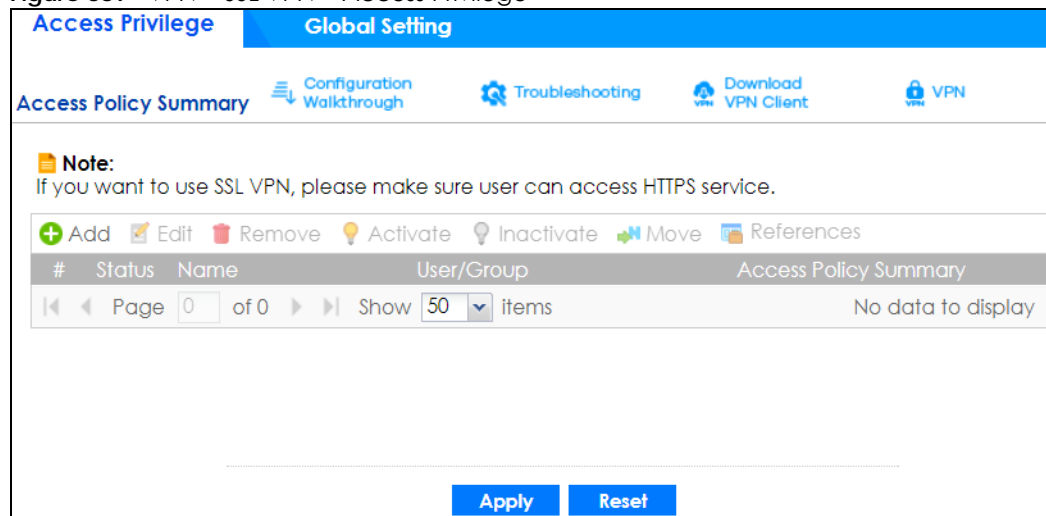 Access Privilege Global Setting
Access Policy Summary Configuration Walkthrough Troubleshooting Download VPN Client VPN
Note:
If you want to use SSL VPN, please make sure user can access HTTPS service.
Add Edit Remove Activate Inactivate Move References
# Status Name User/Group Access Policy Summary
Page 0 of 0 Show 50 items No data to display
Apply Reset